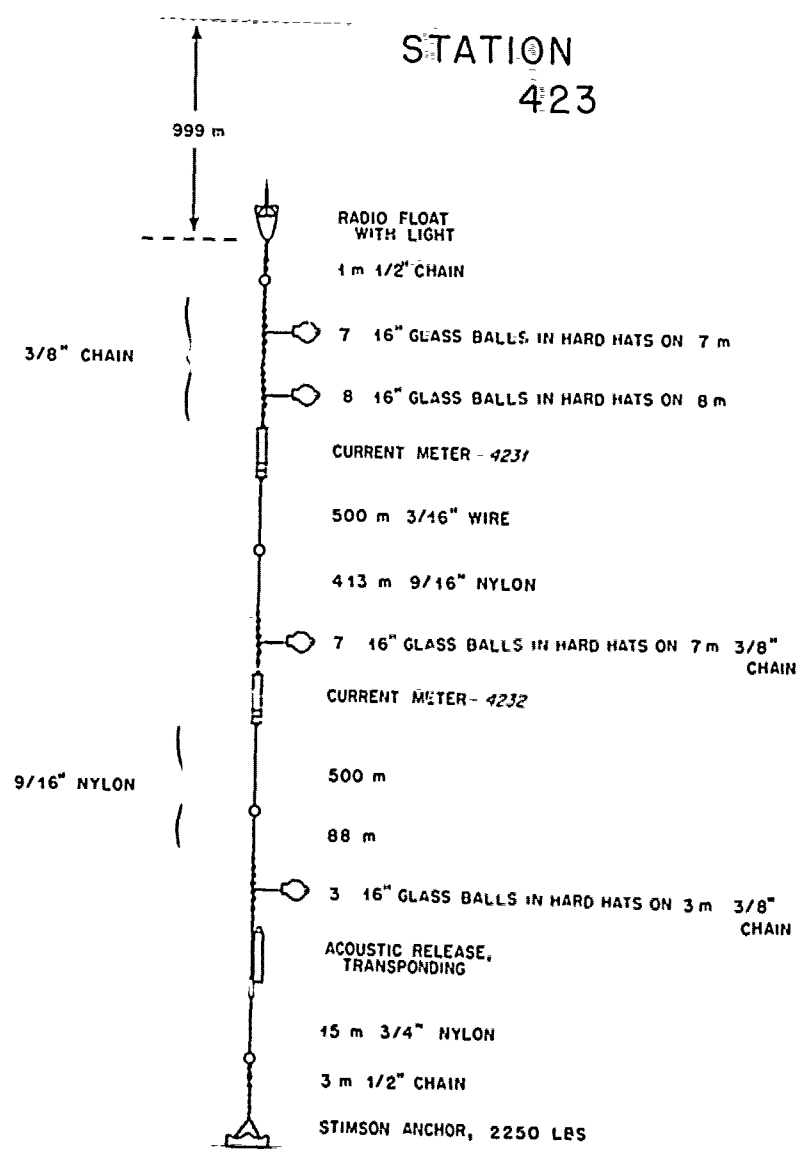 STATION
423
999 m
RADIO FLOAT
WITH LIGHT
1 m 1/2" CHAIN
3/8" CHAIN
7 16" GLASS BALLS IN HARD HATS ON 7 m
8 16" GLASS BALLS IN HARD HATS ON 8 m
CURRENT METER - 4231
500 m 3/16" WIRE
413 m 9/16" NYLON
7 16" GLASS BALLS IN HARD HATS ON 7 m 3/8"
CHAIN
CURRENT METER - 4232
9/16" NYLON
500 m
88 m
3 16" GLASS BALLS IN HARD HATS ON 3 m 3/8"
CHAIN
ACOUSTIC RELEASE,
TRANSPONDING
15 m 3/4" NYLON
3 m 1/2" CHAIN
STIMSON ANCHOR, 2250 LBS